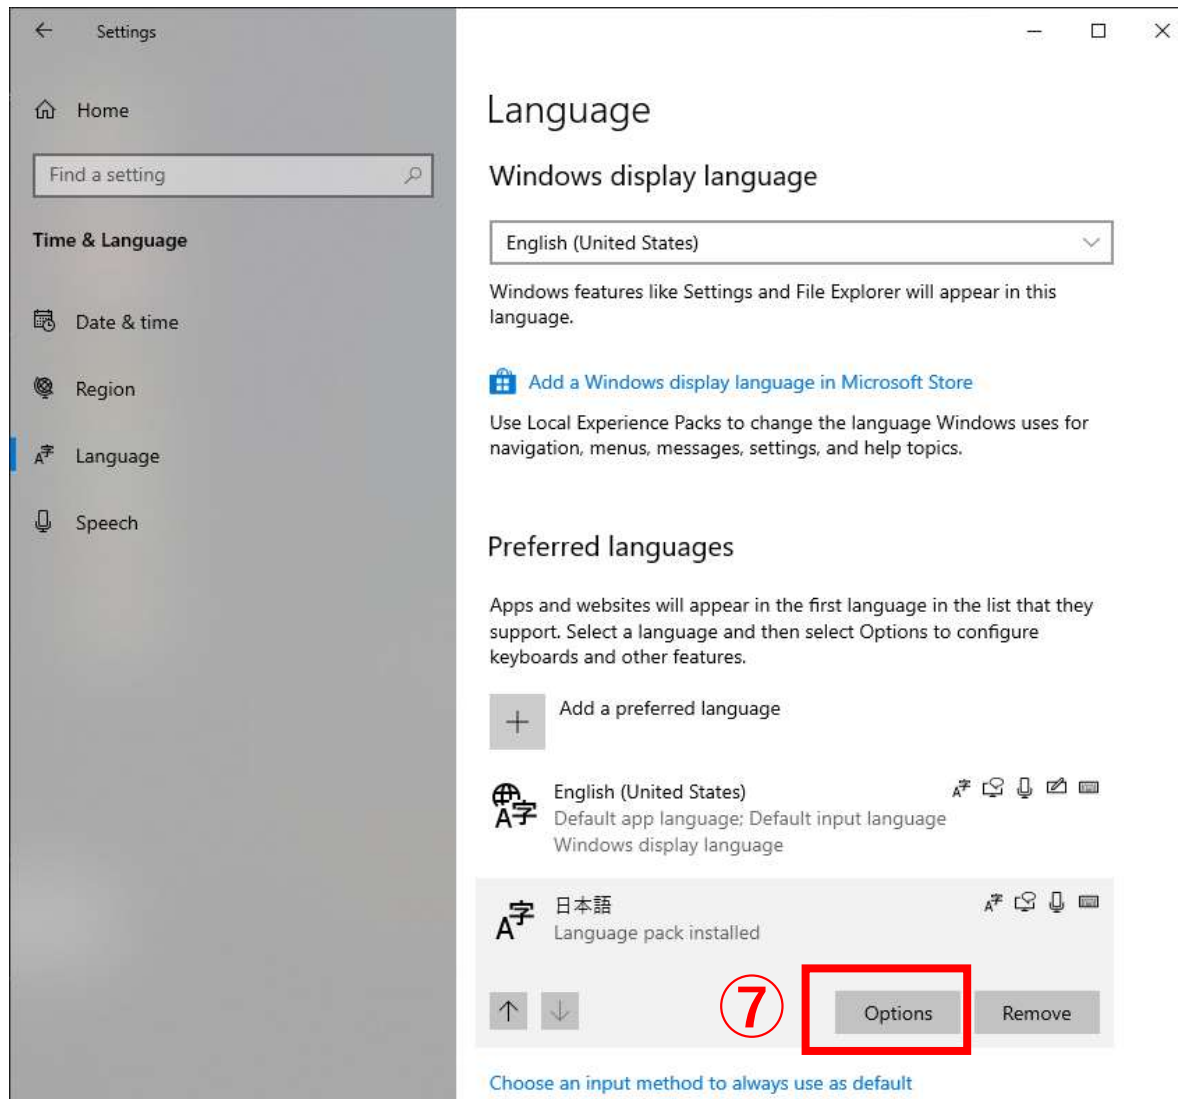 Settings
Home
Find a setting
Time & Language
Date & time
Region
Language
Speech
Language
Windows display language
English (United States)
Windows features like Settings and File Explorer will appear in this
language.
Add a Windows display language in Microsoft Store
Use Local Experience Packs to change the language Windows uses for
navigation, menus, messages, settings, and help topics.
Preferred languages
Apps and websites will appear in the first language in the list that they
support. Select a language and then select Options to configure
keyboards and other features.
Add a preferred language
English (United States)
Default app language; Default input language
Windows display language
日本語
Language pack installed
⑦ Options Remove
Choose an input method to always use as default